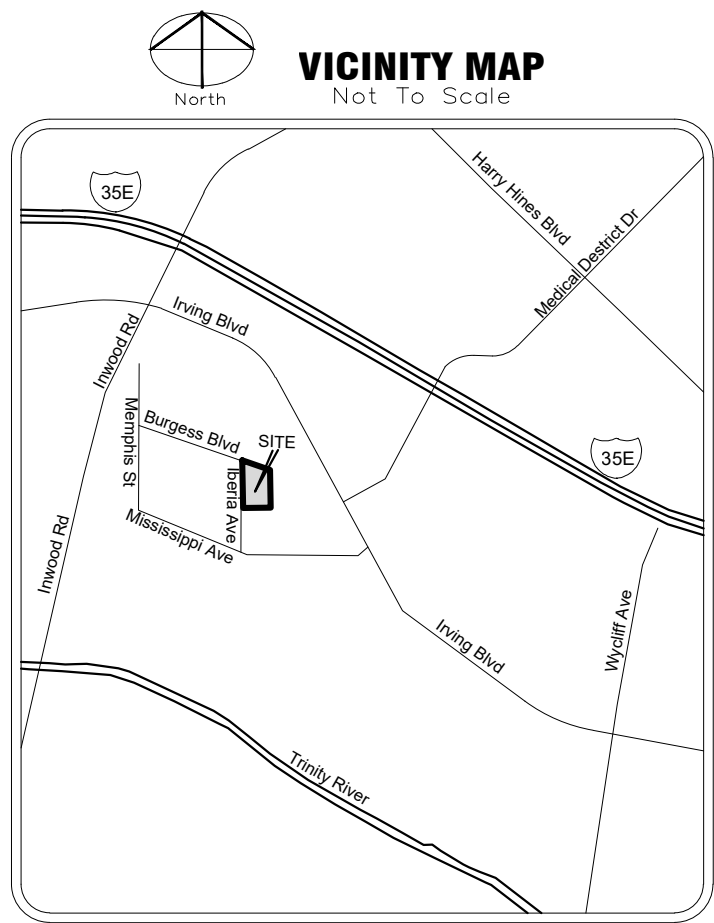 VICINITY MAP
Not To Scale
North
35E
Harry Hines Blvd
Medical Destrict Dr
Irving Blvd
Inwood Rd
Memphis St
Burgess Blvd
SITE
Iberia Ave
35E
Mississippi Ave
Inwood Rd
Wycliff Ave
Irving Blvd
Trinity River